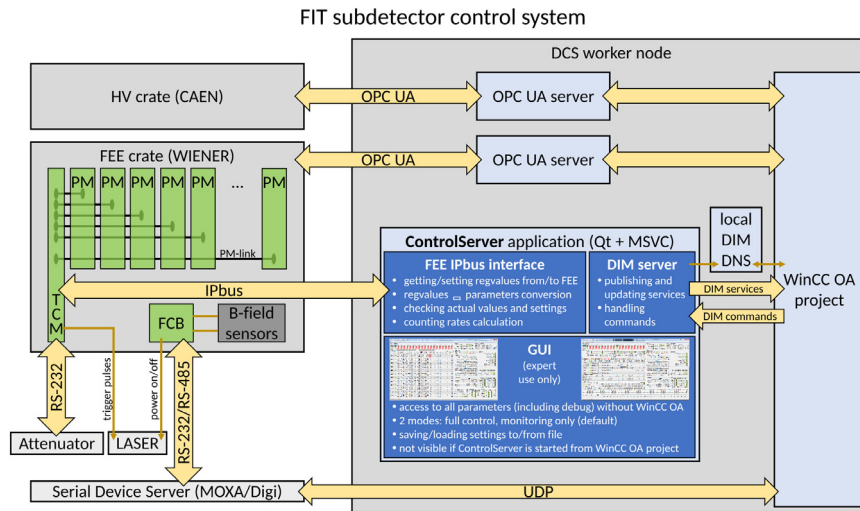 FIT subdetector control system
DCS worker node
HV crate (CAEN)
OPC UA
OPC UA server
FEE crate (WIENER)
OPC UA
OPC UA server
PM PM PM PM PM ... PM
PM-link
TCM
local
DIM
DNS
WinCC OA
project
ControlServer application (Qt + MSVC)
FEE IPbus interface
• getting/setting regvalues from/to FEE
• regvalues parameters conversion
• checking actual values and settings
• counting rates calculation
DIM server
• publishing and
updating services
• handling
commands
DIM services
DIM commands
IPbus
FCB
B-field
sensors
GUI
(expert
use only)
• access to all parameters (including debug) without WinCC OA
• 2 modes: full control, monitoring only (default)
• saving/loading settings to/from file
• not visible if ControlServer is started from WinCC OA project
RS-232
trigger pulses
power on/off
RS-232/RS-485
Attenuator
LASER
Serial Device Server (MOXA/Digi)
UDP